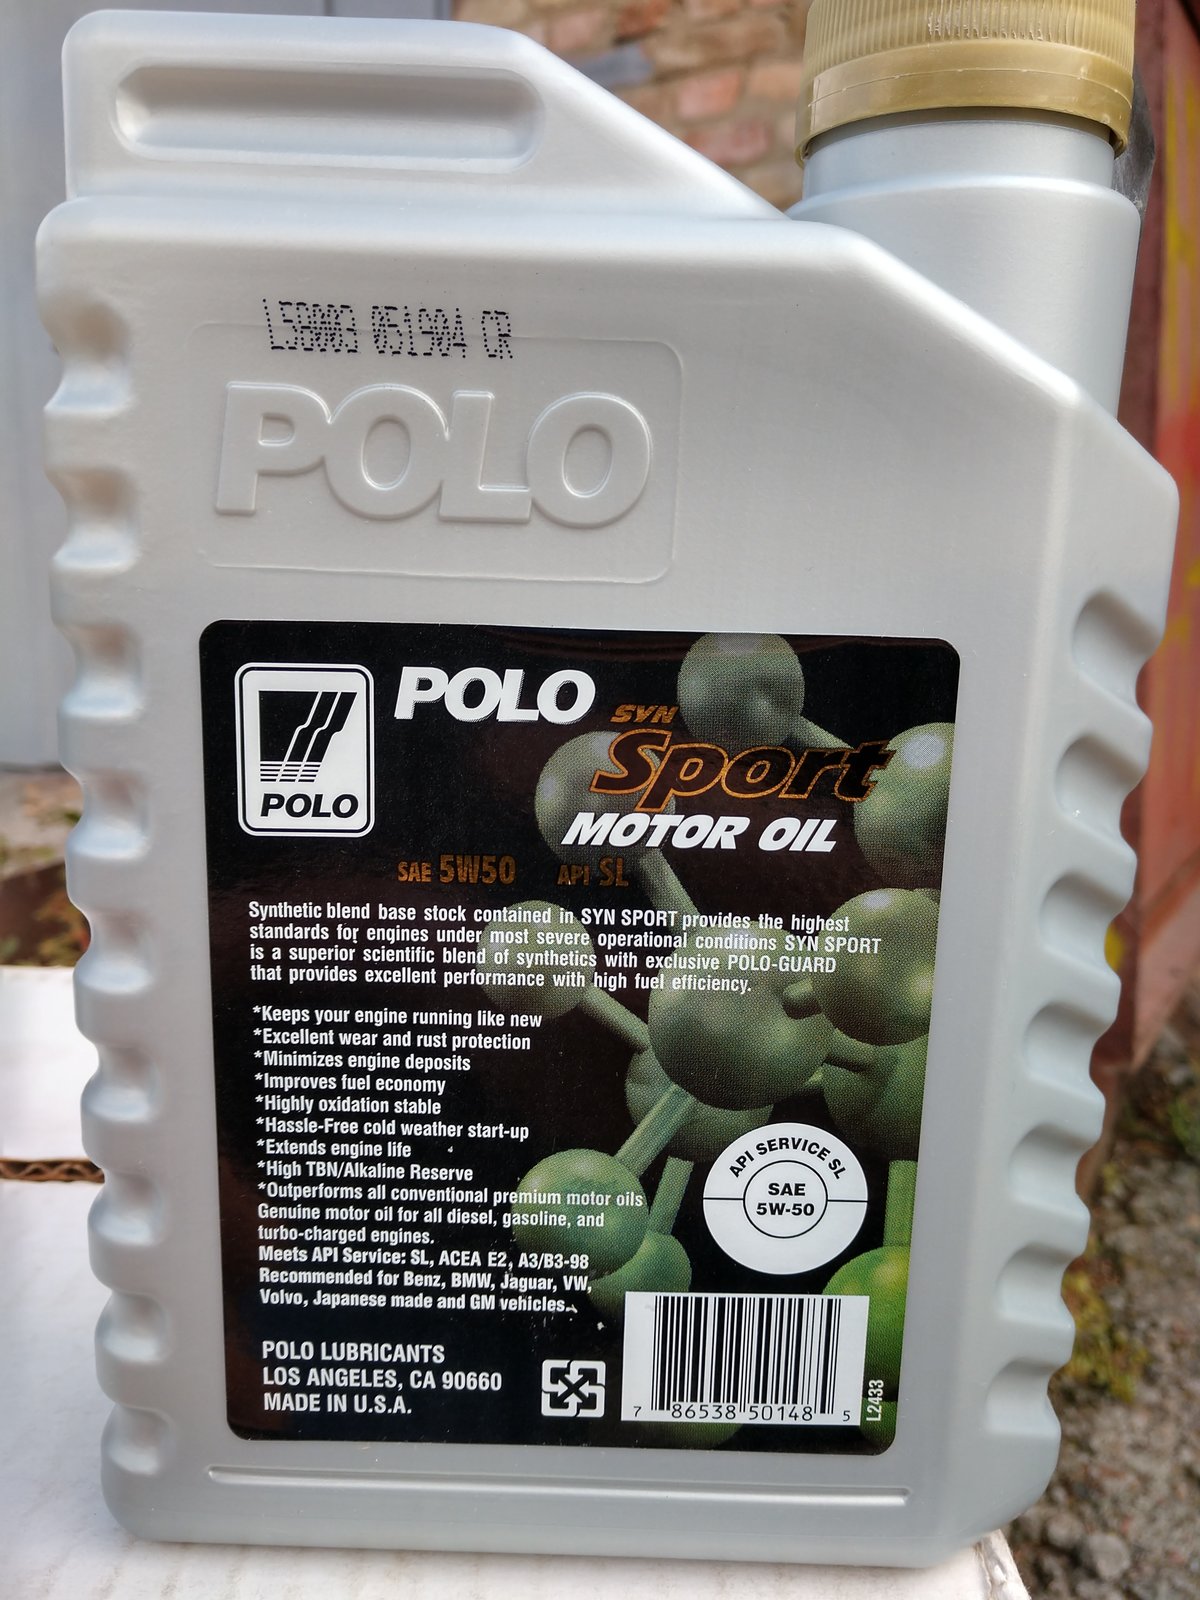 L5B003 051904 CR
POLO
POLO
POLO
SYN
Sport
MOTOR OIL
SAE 5W50 API SL
Synthetic blend base stock contained in SYN SPORT provides the highest
standards for engines under most severe operational conditions SYN SPORT
is a superior scientific blend of synthetics with exclusive POLO-GUARD
that provides excellent performance with high fuel efficiency.
*Keeps your engine running like new
*Excellent wear and rust protection
*Minimizes engine deposits
*Improves fuel economy
*Highly oxidation stable
*Hassle-Free cold weather start-up
*Extends engine life
*High TBN/Alkaline Reserve
*Outperforms all conventional premium motor oils
Genuine motor oil for all diesel, gasoline, and
turbo-charged engines.
Meets API Service: SL, ACEA E2, A3/B3-98
Recommended for Benz, BMW, Jaguar, VW,
Volvo, Japanese made and GM vehicles.
API SERVICE SL
SAE
5W-50
POLO LUBRICANTS
LOS ANGELES, CA 90660
MADE IN U.S.A.
7 86538 50148 5
L2433